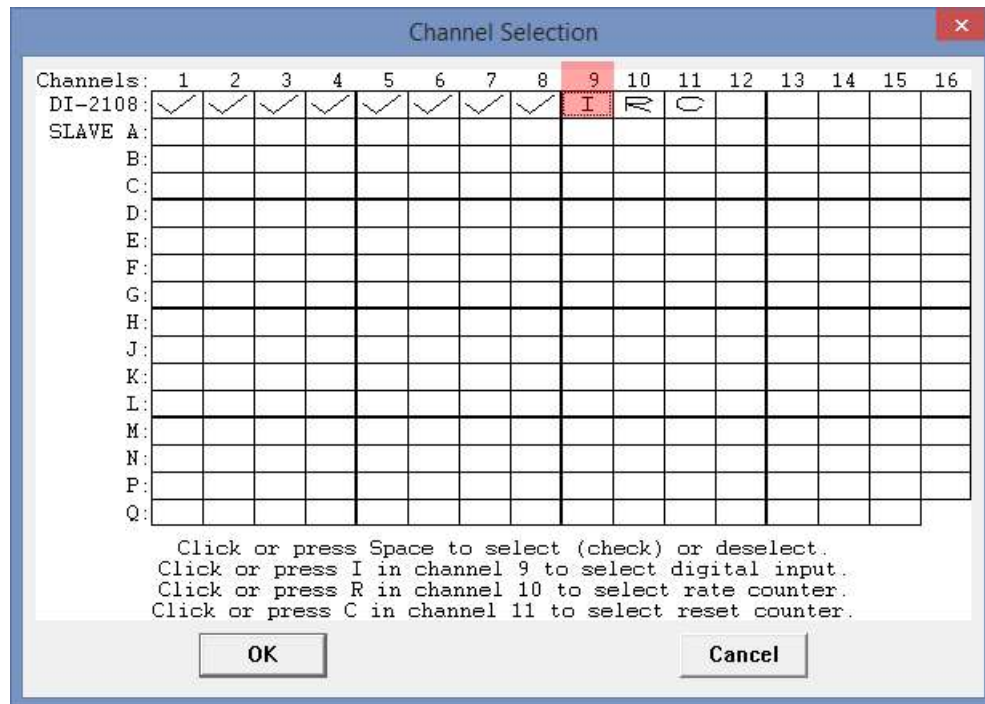 Channel Selection
Channels: 1 2 3 4 5 6 7 8 9 10 11 12 13 14 15 16
DI-2108: I R C
SLAVE A:
B:
C:
D:
E:
F:
G:
H:
J:
K:
L:
M:
N:
P:
Q:
Click or press Space to select (check) or deselect.
Click or press I in channel 9 to select digital input.
Click or press R in channel 10 to select rate counter.
Click or press C in channel 11 to select reset counter.
OK Cancel